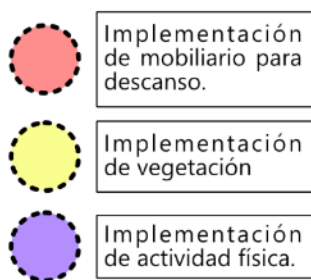 Implementación
de mobiliario para
descanso.
Implementación
de vegetación
Implementación
de actividad física.